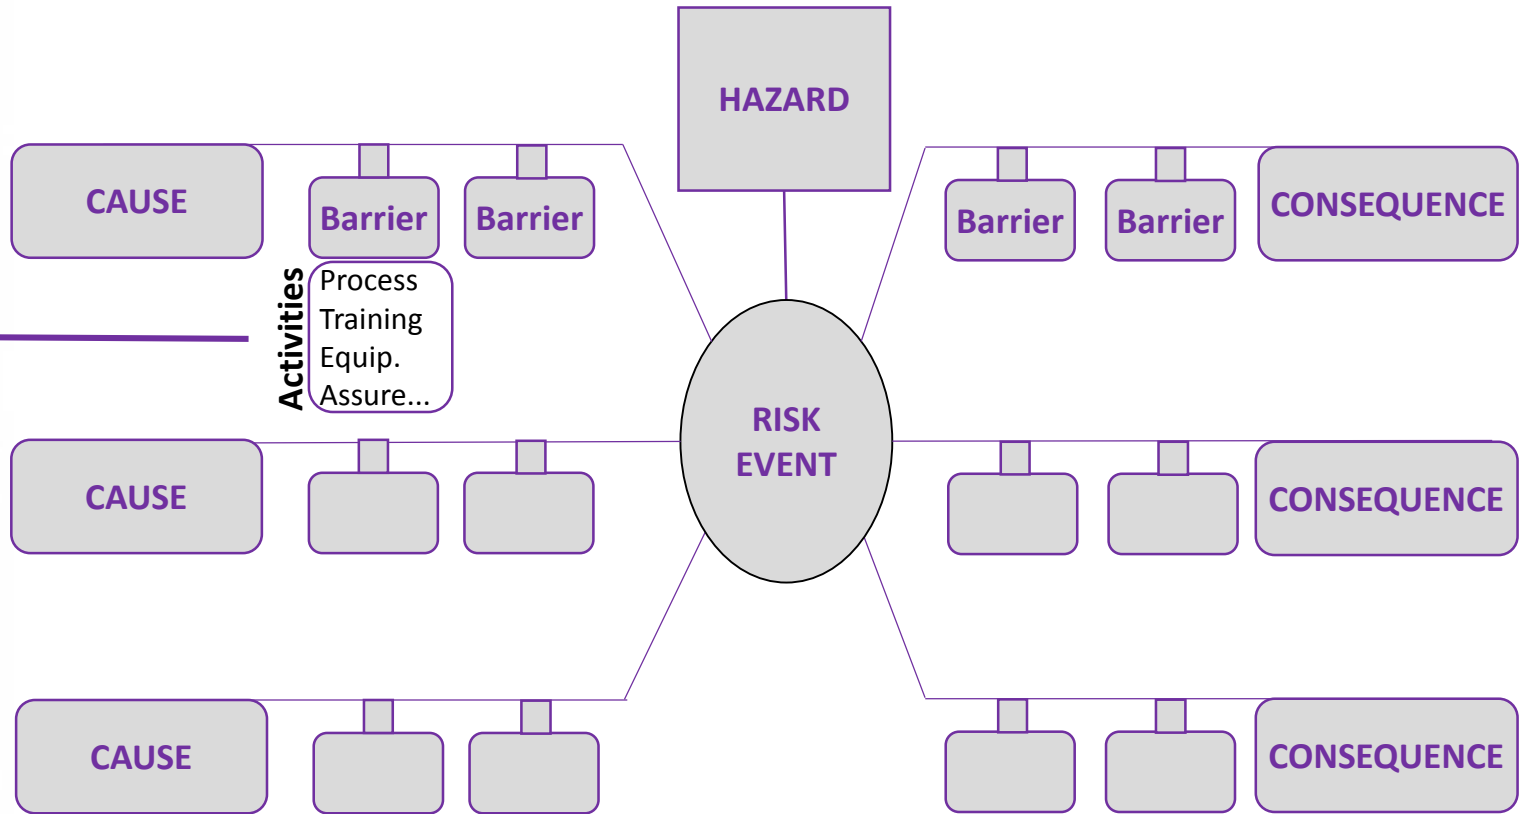 HAZARD
CAUSE
Barrier
Barrier
Barrier
Barrier
CONSEQUENCE
Activities
Process
Training
Equip.
Assure...
RISK
EVENT
CAUSE
CONSEQUENCE
CAUSE
CONSEQUENCE